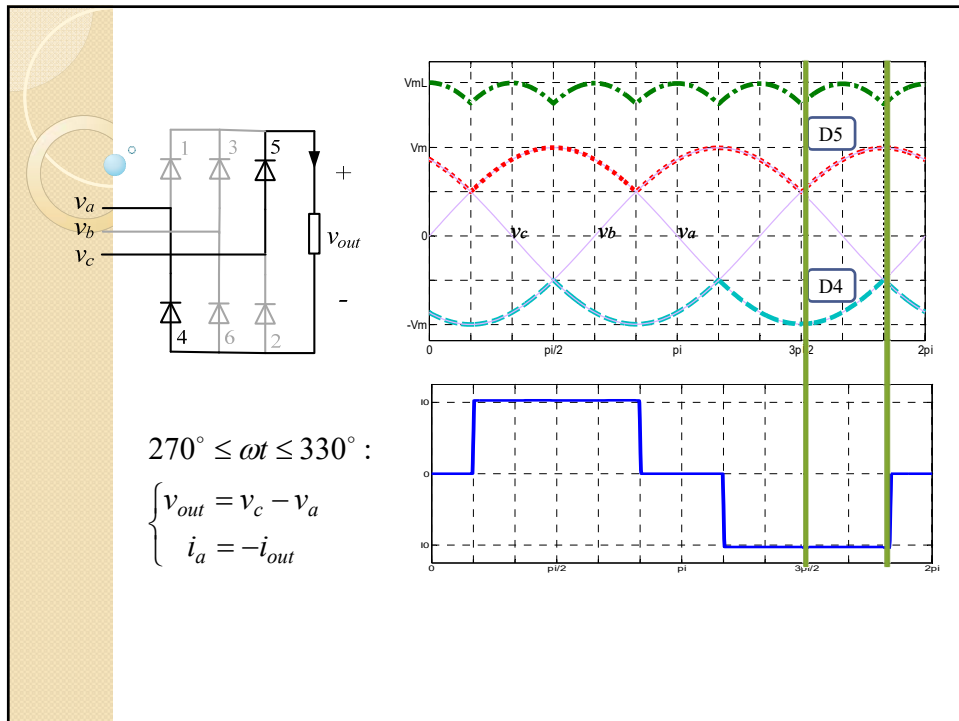 1
3
5
+
v_a
v_b
v_c
v_out
-
4
6
2
VmL
Vm
0
-Vm
D5
v_c
v_b
v_a
D4
0
pi/2
pi
3pi/2
2pi
Io
0
Io
0
pi/2
pi
3pi/2
2pi
270° ≤ ωt ≤ 330° :
v_out = v_c − v_a
i_a = −i_out